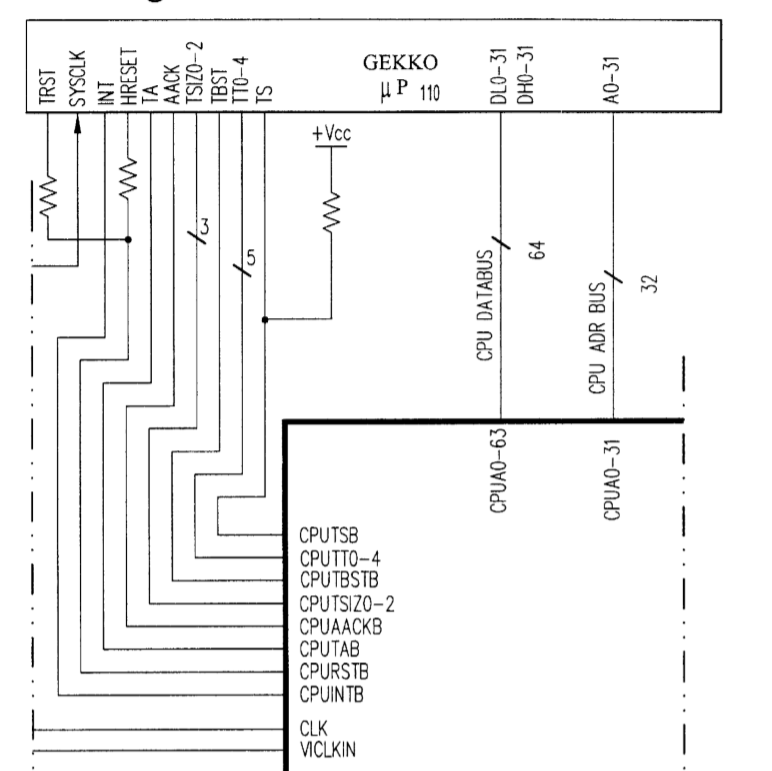 TRST
SYSCLK
INT
HRESET
TA
AACK
TSIZ0-2
TBST
TT0-4
TS
GEKKO
μP 110
DL0-31
DH0-31
A0-31
+Vcc
3
5
CPU DATABUS
64
CPU ADR BUS
32
CPUA0-63
CPUA0-31
CPUTSB
CPUTT0-4
CPUTBSTB
CPUTSIZ0-2
CPUAACKB
CPUTAB
CPURSTB
CPUINTB
CLK
VICLKIN